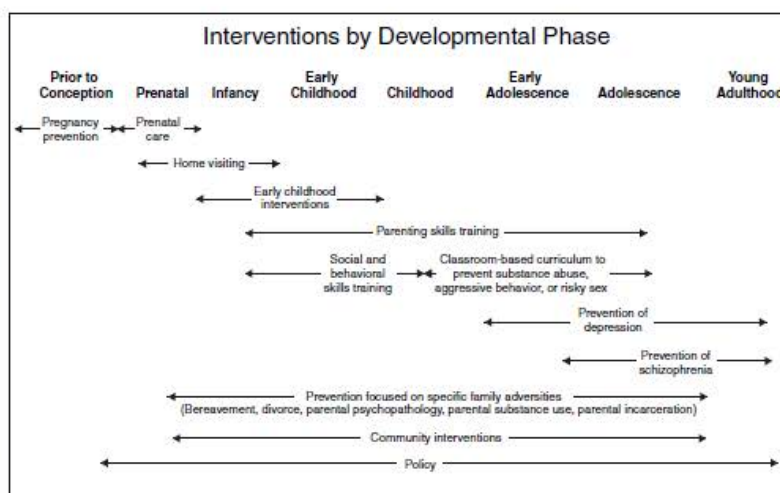 Interventions by Developmental Phase
Prior to Conception Prenatal Infancy Early Childhood Childhood Early Adolescence Adolescence Young Adulthood
Pregnancy prevention Prenatal care
Home visiting
Early childhood
interventions
Parenting skills training
Social and behavioral skills training Classroom-based curriculum to prevent substance abuse, aggressive behavior, or risky sex
Prevention of
depression
Prevention of
schizophrenia
Prevention focused on specific family adversities
(Bereavement, divorce, parental psychopathology, parental substance use, parental incarceration)
Community interventions
Policy